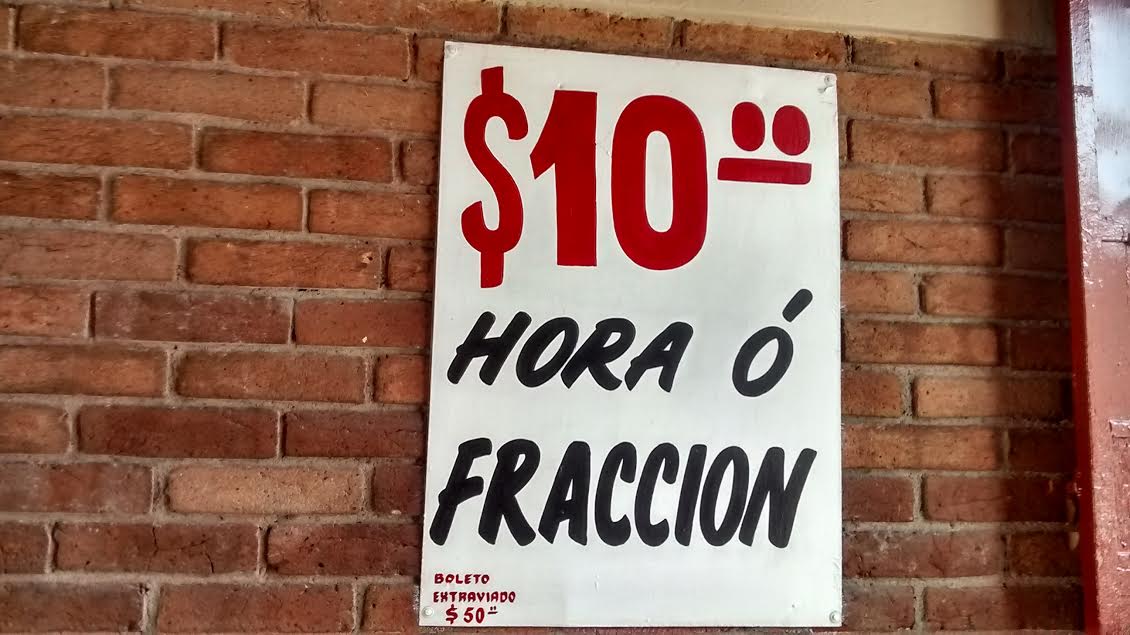 $10.00
HORA Ó
FRACCION
BOLETO
EXTRAVIADO
$50.00